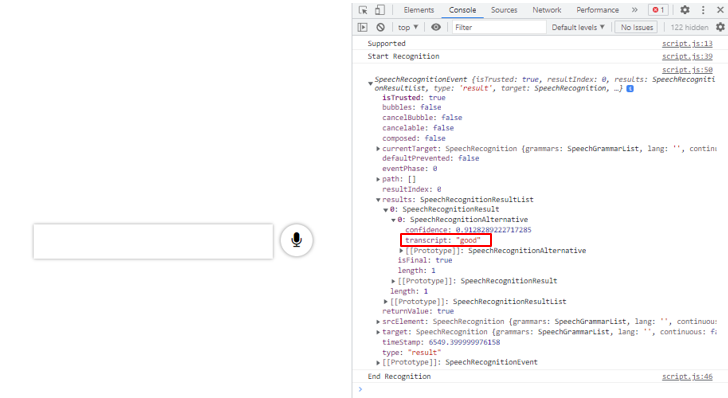 Elements Console Sources Network Performance » 1
top ▾ Filter Default levels ▾ No Issues 122 hidden
Supported script.js:13
Start Recognition script.js:39
script.js:50
SpeechRecognitionEvent {isTrusted: true, resultIndex: 0, results: SpeechRecogniti
onResultList, type: 'result', target: SpeechRecognition, …} i
isTrusted: true
bubbles: false
cancelBubble: false
cancelable: false
composed: false
currentTarget: SpeechRecognition {grammars: SpeechGrammarList, lang: '', continu
defaultPrevented: false
eventPhase: 0
path: []
resultIndex: 0
results: SpeechRecognitionResultList
0: SpeechRecognitionResult
0: SpeechRecognitionAlternative
confidence: 0.9128289222717285
transcript: "good"
[[Prototype]]: SpeechRecognitionAlternative
isFinal: true
length: 1
[[Prototype]]: SpeechRecognitionResult
length: 1
[[Prototype]]: SpeechRecognitionResultList
returnValue: true
srcElement: SpeechRecognition {grammars: SpeechGrammarList, lang: '', continuous
target: SpeechRecognition {grammars: SpeechGrammarList, lang: '', continuous: fa
timeStamp: 6549.399999976158
type: "result"
[[Prototype]]: SpeechRecognitionEvent
End Recognition script.js:46